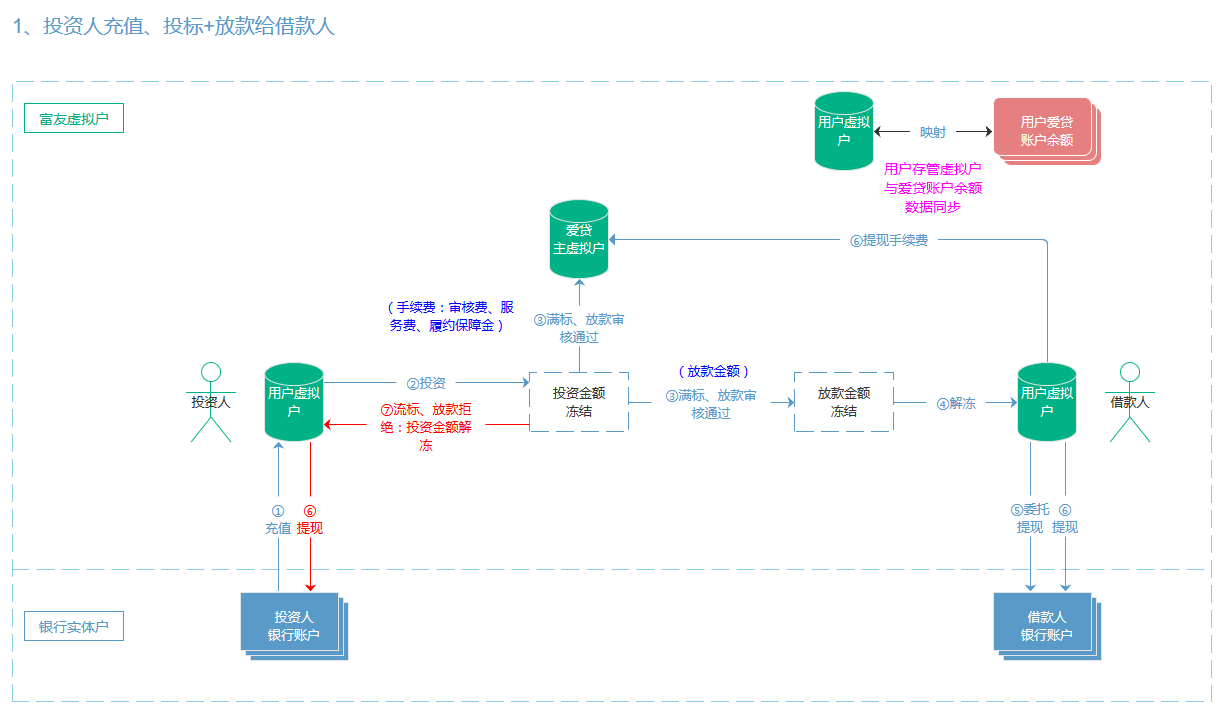 1、投资人充值、投标+放款给借款人
富友虚拟户
用户虚拟
户
映射
用户爱贷
账户余额
用户存管虚拟户
与爱贷账户余额
数据同步
爱贷
主虚拟户
⑥提现手续费
（手续费：审核费、服
务费、履约保障金）
③满标、放款审
核通过
投资人
用户虚拟
户
②投资
⑦流标、放款拒
绝：投资金额解
冻
投资金额
冻结
（放款金额）
③满标、放款审
核通过
放款金额
冻结
④解冻
用户虚拟
户
借款人
①
充值
⑥
提现
⑤委托
提现
⑥
提现
银行实体户
投资人
银行账户
借款人
银行账户